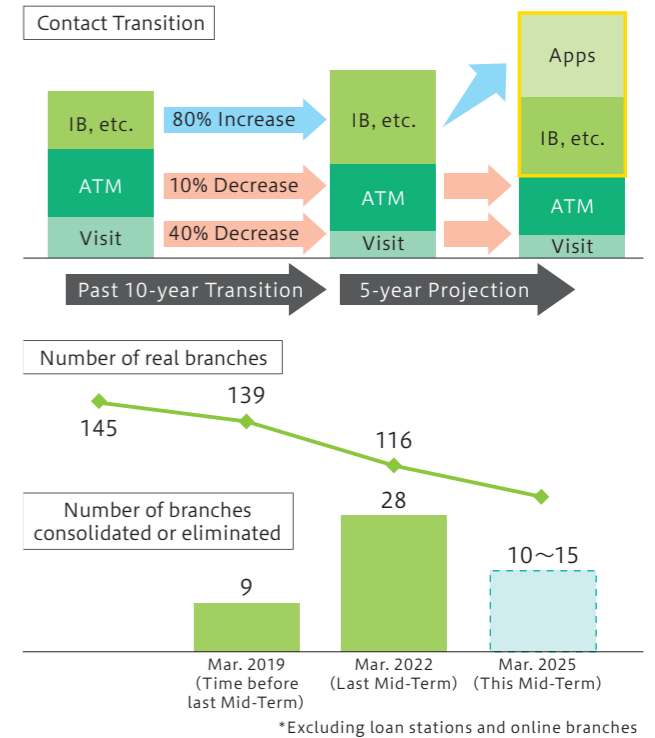 Contact Transition
Apps
IB, etc.
80% Increase
IB, etc.
IB, etc.
ATM
10% Decrease
ATM
ATM
Visit
40% Decrease
Visit
Visit
Past 10-year Transition
5-year Projection
Number of real branches
145
139
116
Number of branches
consolidated or eliminated
9
28
10～15
Mar. 2019
(Time before
last Mid-Term)
Mar. 2022
(Last Mid-Term)
Mar. 2025
(This Mid-Term)
*Excluding loan stations and online branches